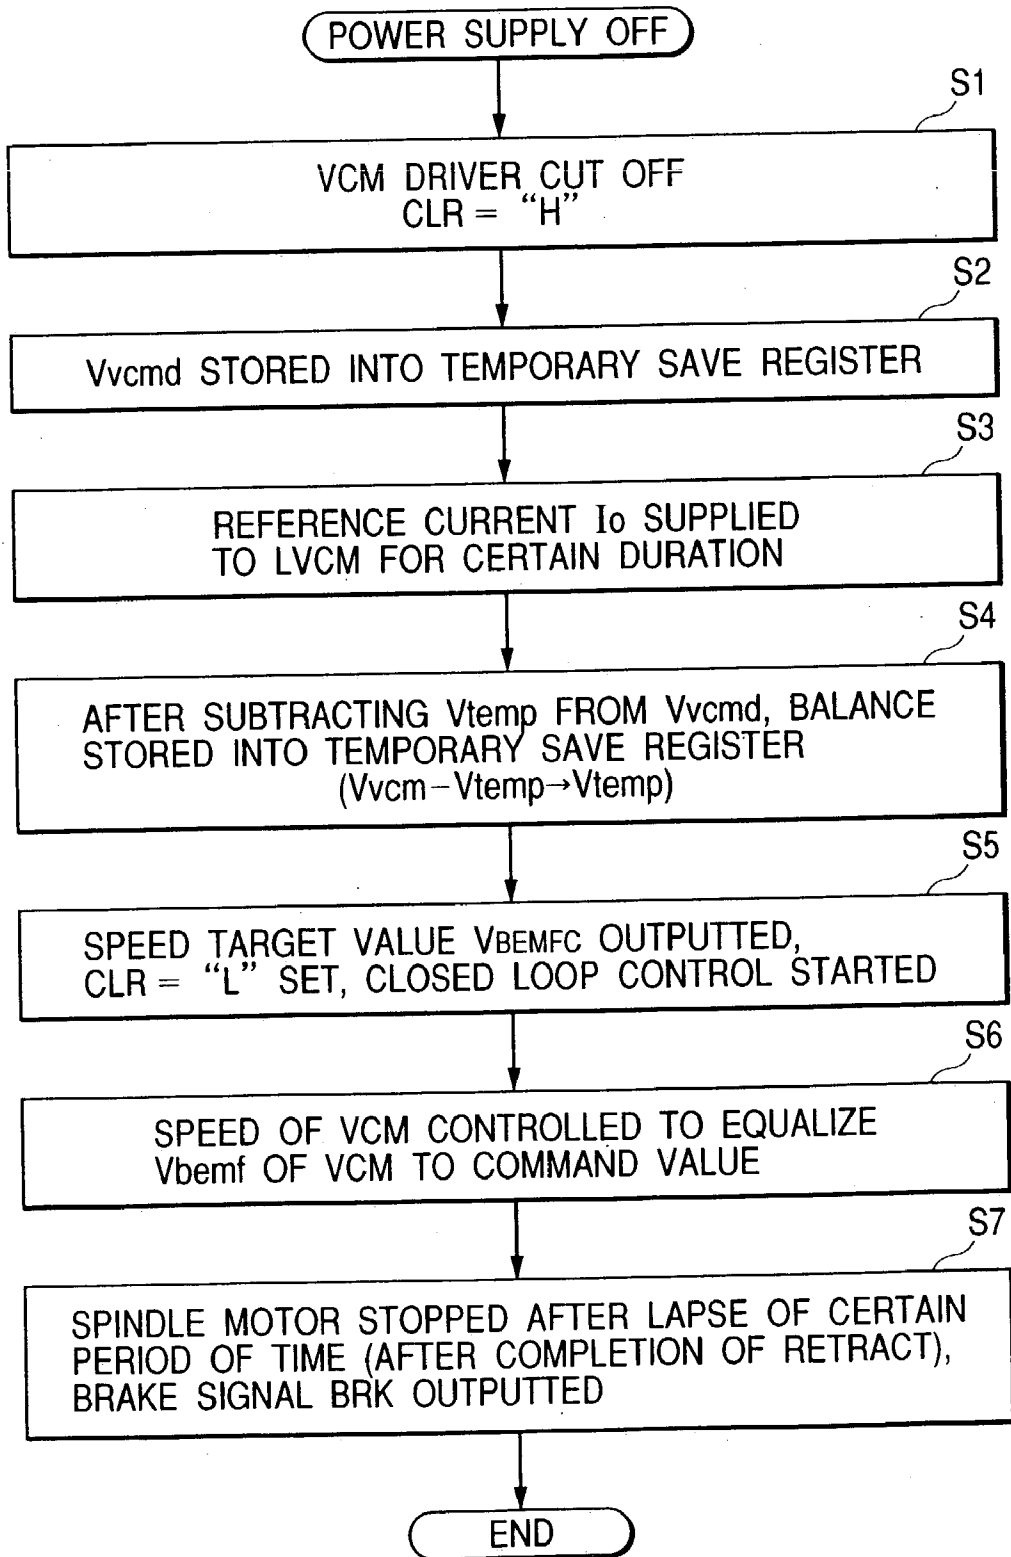 POWER SUPPLY OFF
S1
VCM DRIVER CUT OFF
CLR = “H”
S2
Vvcmd STORED INTO TEMPORARY SAVE REGISTER
S3
REFERENCE CURRENT Io SUPPLIED
TO LVCM FOR CERTAIN DURATION
S4
AFTER SUBTRACTING Vtemp FROM Vvcmd, BALANCE
STORED INTO TEMPORARY SAVE REGISTER
(Vvcm−Vtemp→Vtemp)
S5
SPEED TARGET VALUE VBEMFC OUTPUTTED,
CLR = “L” SET, CLOSED LOOP CONTROL STARTED
S6
SPEED OF VCM CONTROLLED TO EQUALIZE
Vbemf OF VCM TO COMMAND VALUE
S7
SPINDLE MOTOR STOPPED AFTER LAPSE OF CERTAIN
PERIOD OF TIME (AFTER COMPLETION OF RETRACT),
BRAKE SIGNAL BRK OUTPUTTED
END